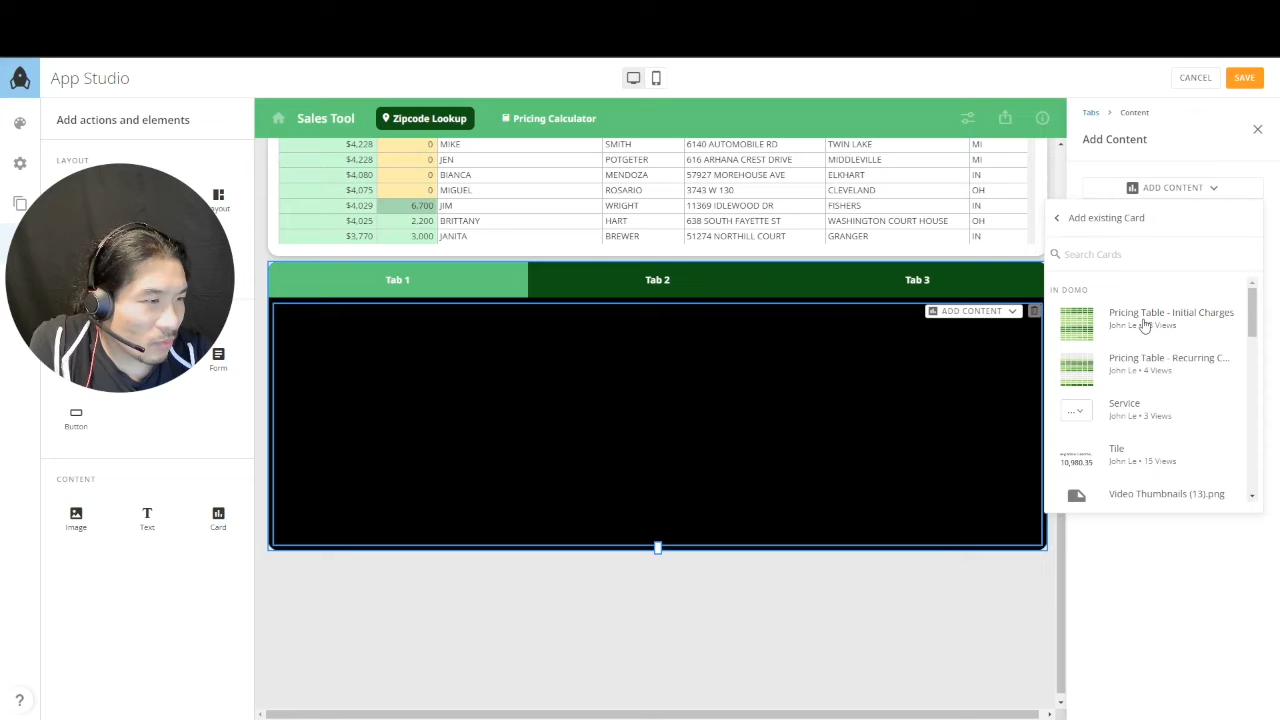 App Studio
CANCEL
SAVE
Add actions and elements
Sales Tool
Zipcode Lookup
Pricing Calculator
Tabs > Content
Add Content
LAYOUT
ADD CONTENT
Add existing Card
Search Cards
IN DOMO
Pricing Table - Initial Charges
Pricing Table - Recurring C...
John Le • 4 Views
Service
John Le • 3 Views
Tile
John Le • 15 Views
10,980.35
Video Thumbnails (13).png
$4,228 0 MIKE SMITH 6140 AUTOMOBILE RD TWIN LAKE MI
$4,228 0 JEN POTGETER 616 ARHANA CREST DRIVE MIDDLEVILLE MI
$4,080 0 BIANCA MENDOZA 57927 MOREHOUSE AVE ELKHART IN
$4,075 0 MIGUEL ROSARIO 3743 W 130 CLEVELAND OH
$4,029 6,700 JIM WRIGHT 11369 IDLEWOOD DR FISHERS IN
$4,025 2,200 BRITTANY HART 638 SOUTH FAYETTE ST WASHINGTON COURT HOUSE OH
$3,770 3,000 JANITA BREWER 51274 NORTHILL COURT GRANGER IN
Tab 1
Tab 2
Tab 3
ADD CONTENT
Form
Button
CONTENT
Image
Text
Card
?